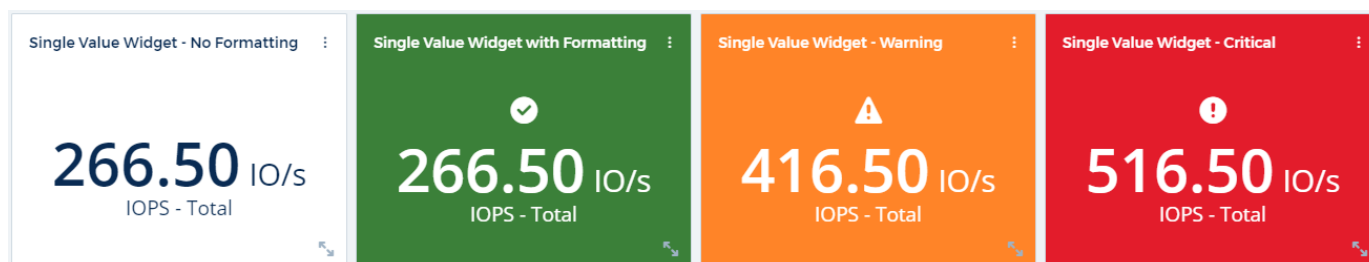 Single Value Widget - No Formatting
266.50 IO/s
IOPS - Total
Single Value Widget with Formatting
266.50 IO/s
IOPS - Total
Single Value Widget - Warning
416.50 IO/s
IOPS - Total
Single Value Widget - Critical
516.50 IO/s
IOPS - Total